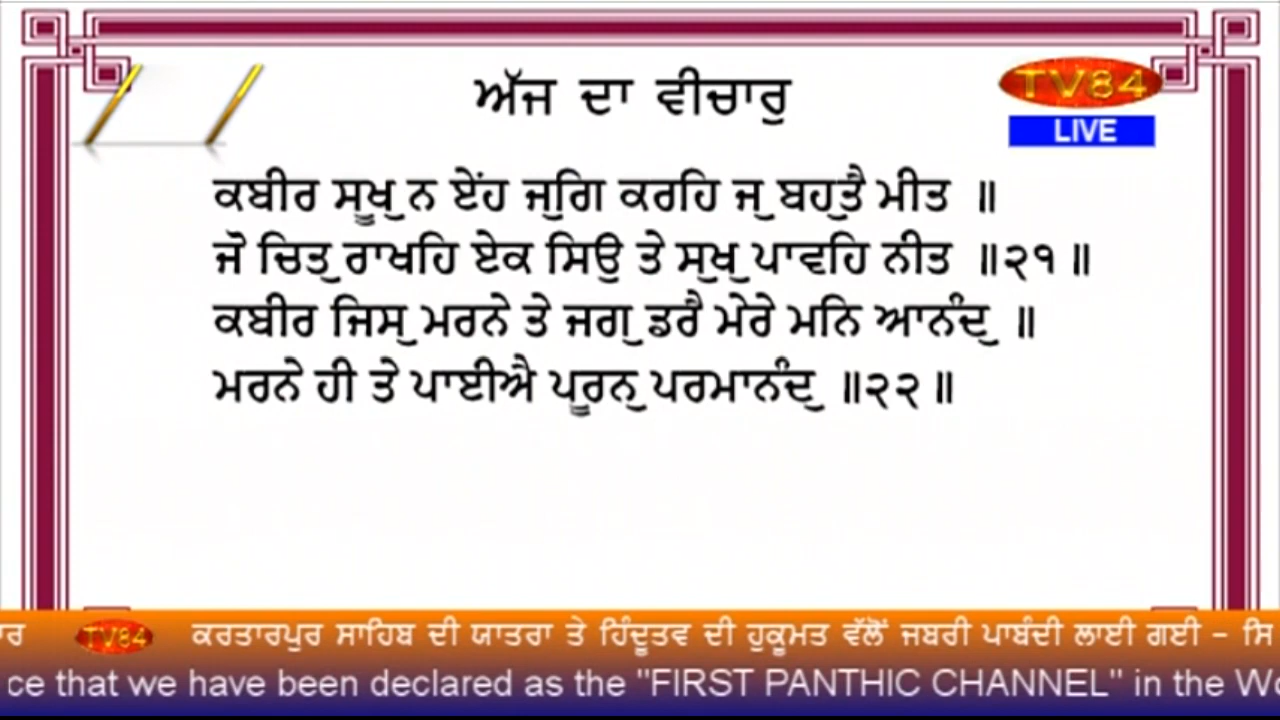 ਅੱਜ ਦਾ ਵੀਚਾਰੁ
TV84
LIVE
ਕਬੀਰ ਸੂਖੁ ਨ ਏਂਹ ਜੁਗਿ ਕਰਹਿ ਜੁ ਬਹੁਤੈ ਮੀਤ ॥
ਜੋ ਚਿਤੁ ਰਾਖਹਿ ਏਕ ਸਿਉ ਤੇ ਸੁਖੁ ਪਾਵਹਿ ਨੀਤ ॥੨੧॥
ਕਬੀਰ ਜਿਸੁ ਮਰਨੇ ਤੇ ਜਗੁ ਡਰੈ ਮੇਰੇ ਮਨਿ ਆਨੰਦੁ ॥
ਮਰਨੇ ਹੀ ਤੇ ਪਾਈਐ ਪੂਰਨੁ ਪਰਮਾਨੰਦੁ ॥੨੨॥
ਾਰ TV84 ਕਰਤਾਰਪੁਰ ਸਾਹਿਬ ਦੀ ਯਾਤਰਾ ਤੇ ਹਿੰਦੂਤਵ ਦੀ ਹੁਕੂਮਤ ਵੱਲੋਂ ਜਬਰੀ ਪਾਬੰਦੀ ਲਾਈ ਗਈ - ਸਿ
ce that we have been declared as the "FIRST PANTHIC CHANNEL" in the Wo